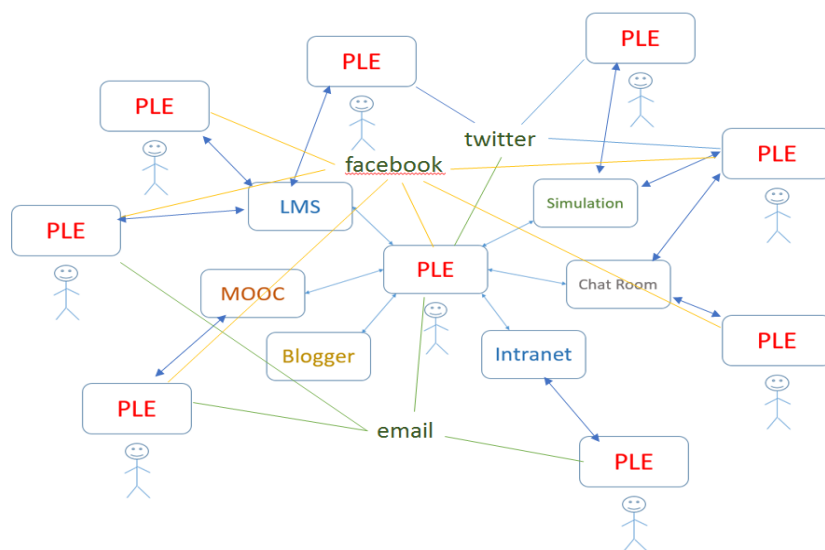 PLE
PLE
PLE
twitter
PLE
facebook
LMS
Simulation
PLE
PLE
MOOC
Chat Room
Blogger
Intranet
PLE
PLE
email
PLE